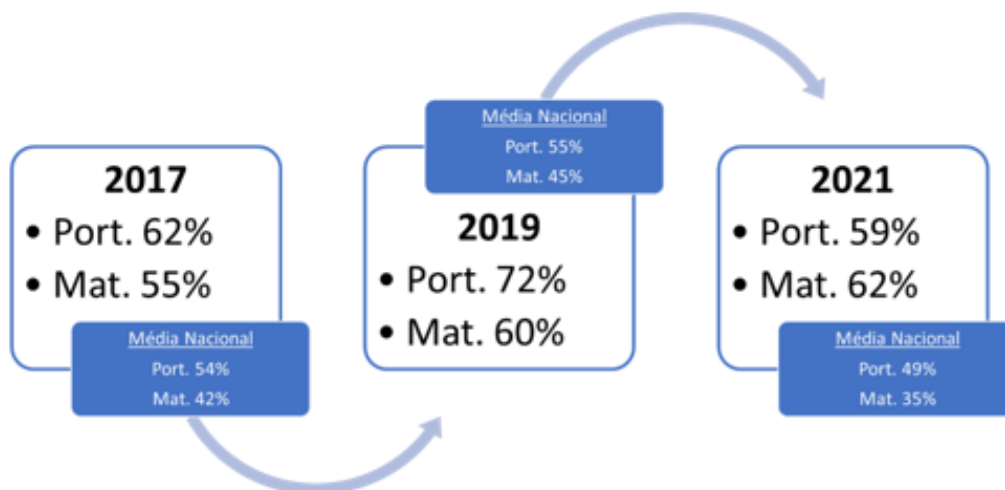 2017
• Port. 62%
• Mat. 55%
Média Nacional
Port. 54%
Mat. 42%
Média Nacional
Port. 55%
Mat. 45%
2019
• Port. 72%
• Mat. 60%
2021
• Port. 59%
• Mat. 62%
Média Nacional
Port. 49%
Mat. 35%